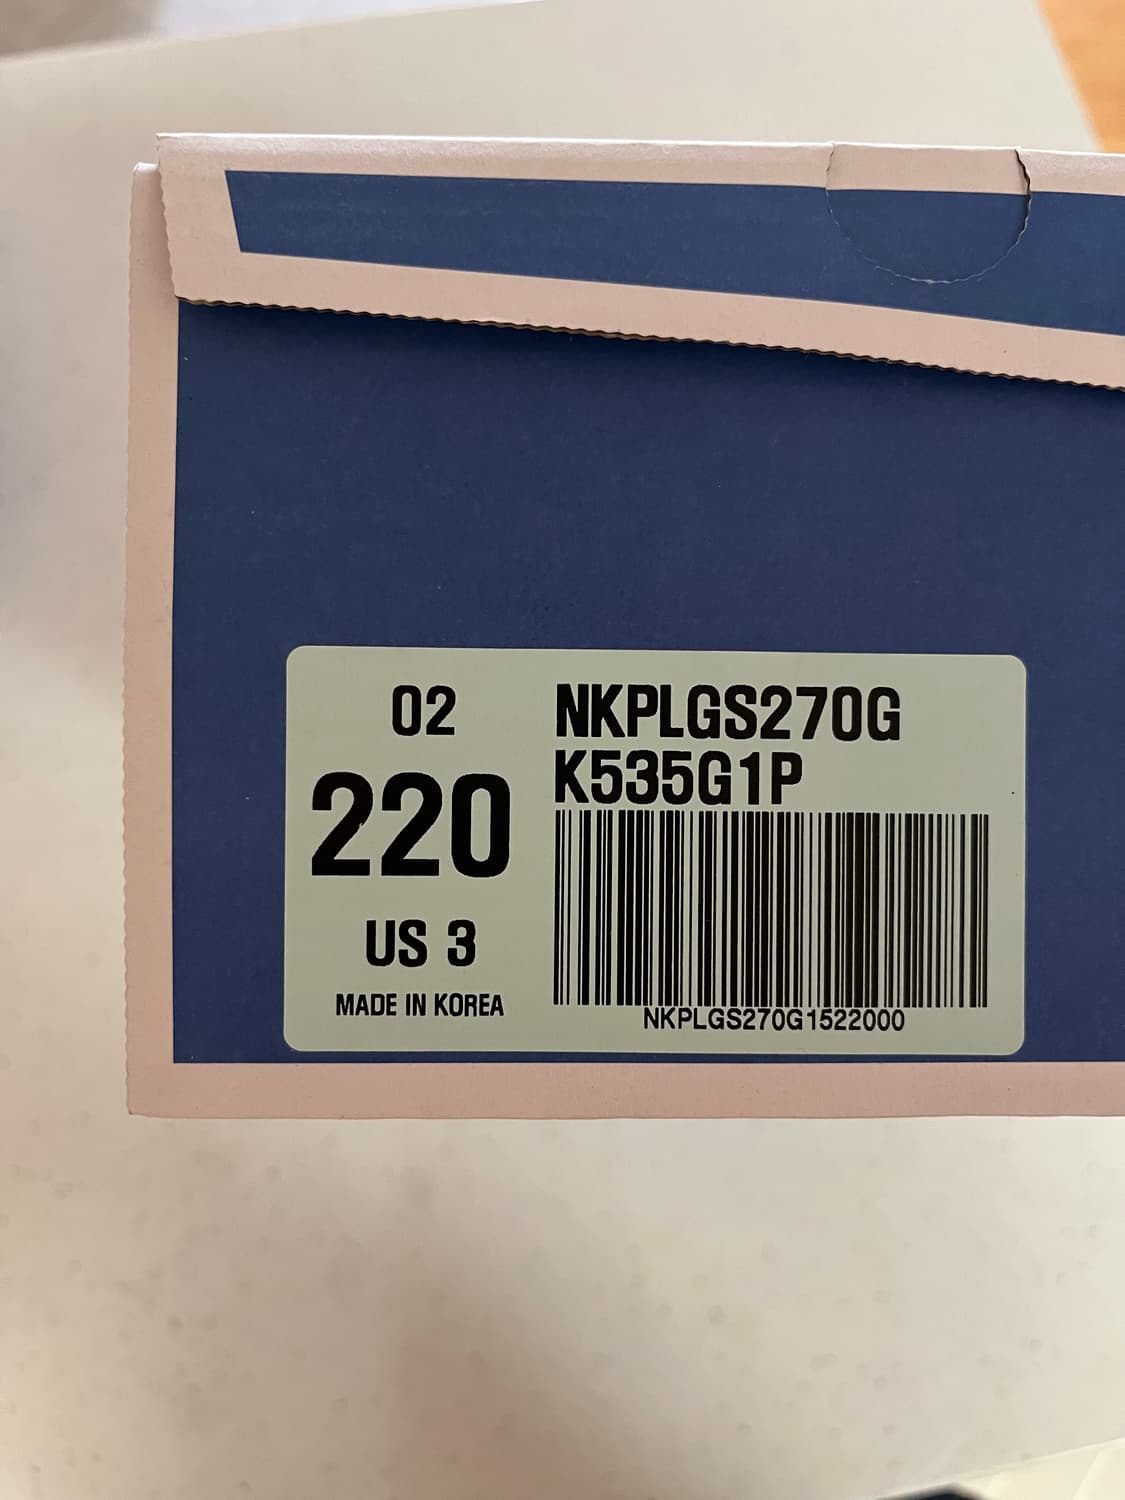 02
220
US 3
MADE IN KOREA
NKPLGS270G
K535G1P
NKPLGS270G1522000